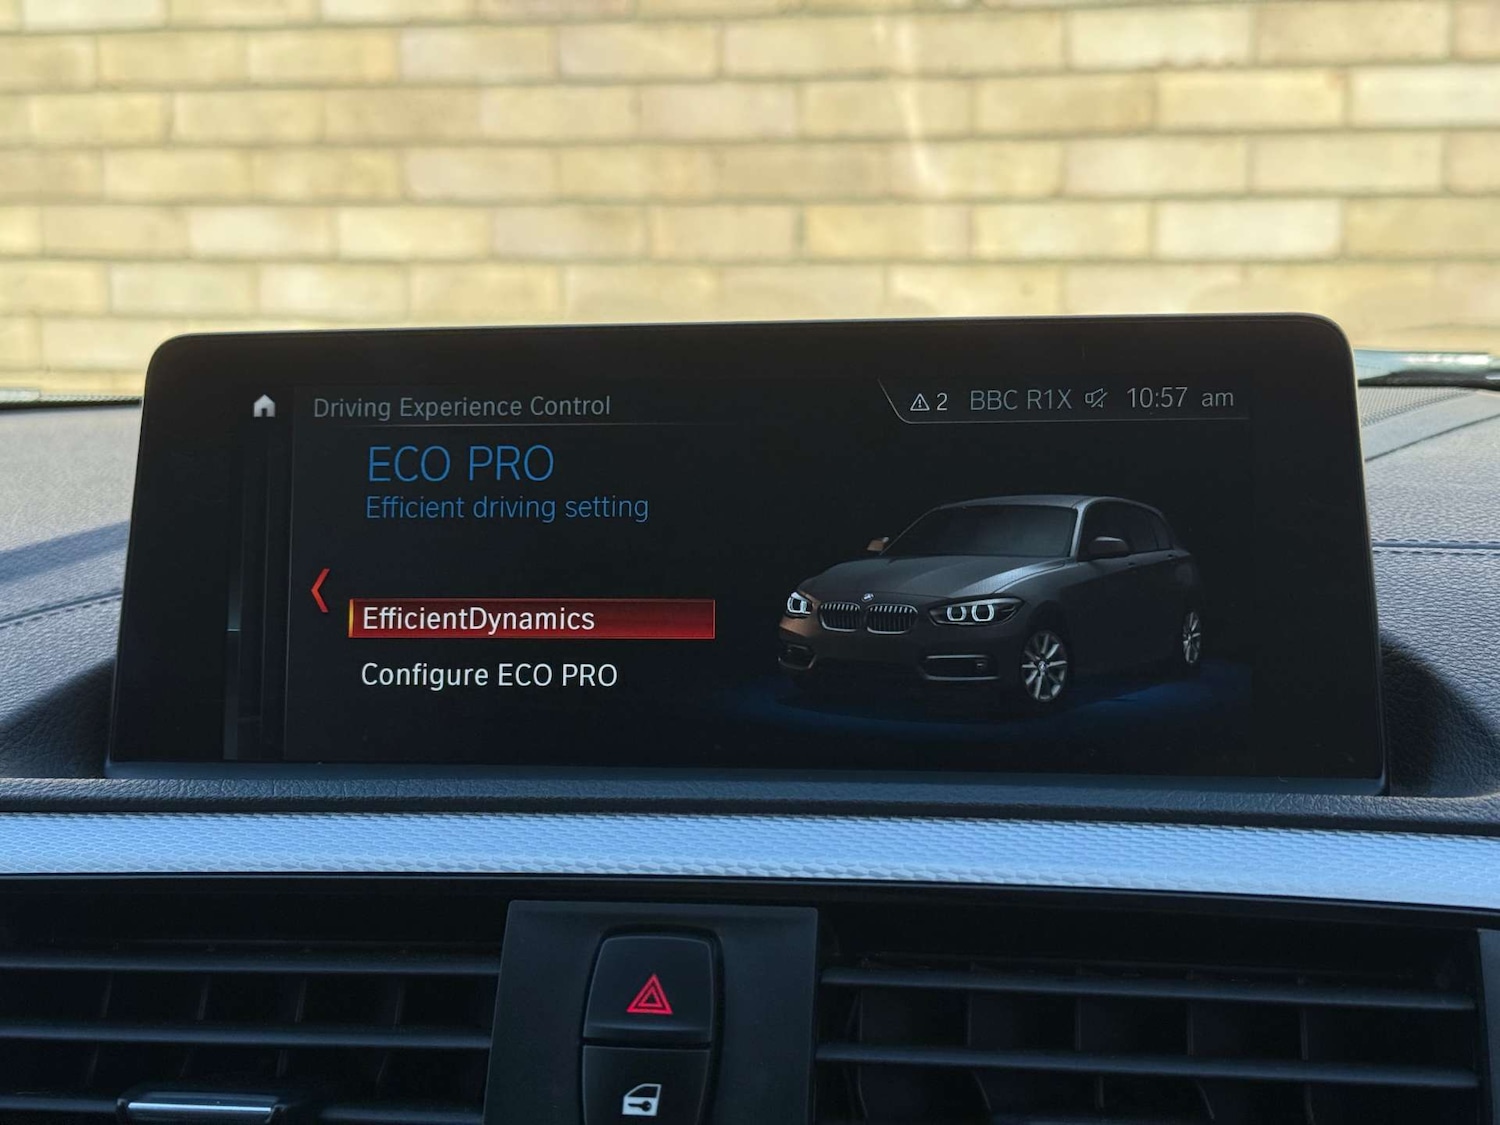 Driving Experience Control
2 BBC R1X 10:57 am
ECO PRO
Efficient driving setting
EfficientDynamics
Configure ECO PRO